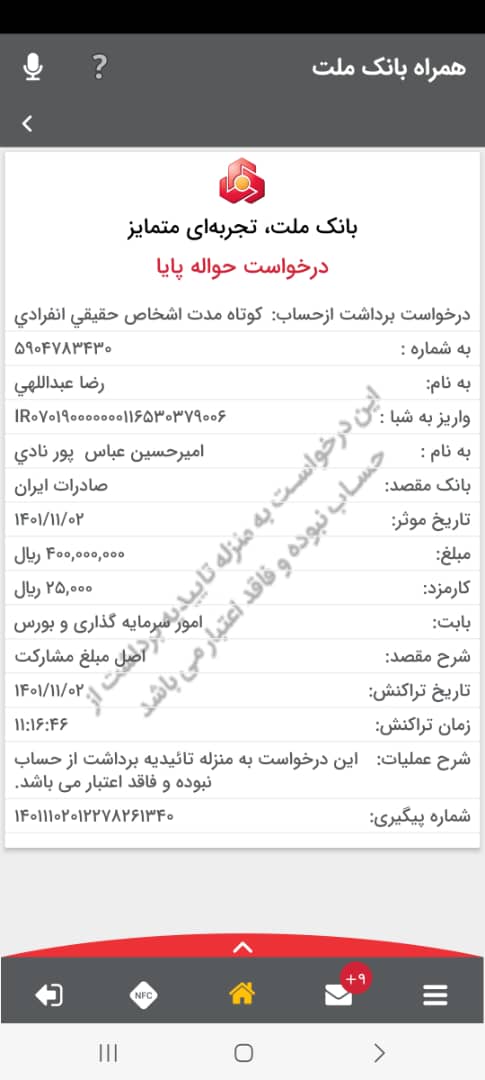 همراه بانک ملت
?
بانک ملت، تجربه‌ای متمایز
درخواست حواله پایا
درخواست برداشت ازحساب: کوتاه مدت اشخاص حقيقي انفرادي
به شماره : ۵۹۰۴۷۸۳۴۳۰
به نام: رضا عبداللهي
واریز به شبا : IR۰۷۰۱۹۰۰۰۰۰۰۰۱۱۶۵۳۰۳۷۹۰۰۶
به نام : اميرحسين عباس پور نادي
بانک مقصد: صادرات ایران
تاریخ موثر: ۱۴۰۱/۱۱/۰۲
مبلغ: ۴۰۰,۰۰۰,۰۰۰ ریال
کارمزد: ۲۵,۰۰۰ ریال
بابت: امور سرمایه گذاری و بورس
شرح مقصد: اصل مبلغ مشارکت
تاریخ تراکنش: ۱۴۰۱/۱۱/۰۲
زمان تراکنش: ۱۱:۱۶:۴۶
شرح عملیات: این درخواست به منزله تائیدیه برداشت از حساب
نبوده و فاقد اعتبار می باشد.
شماره پیگیری: ۱۴۰۱۱۱۰۲۰۱۲۲۷۸۲۶۱۳۴۰
این درخواست به منزله تاییدیه برداشت از
حساب نبوده و فاقد اعتبار می باشد
NFC
+۹